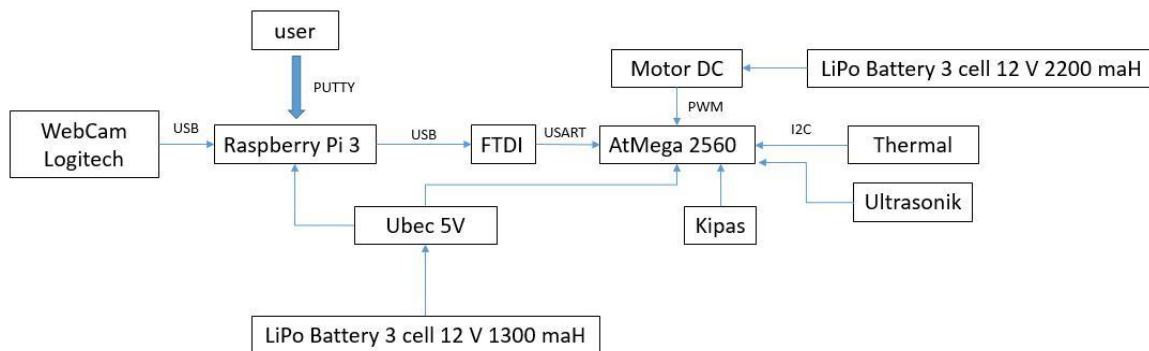 user
PUTTY
Motor DC
LiPo Battery 3 cell 12 V 2200 maH
PWM
WebCam
Logitech
USB
Raspberry Pi 3
USB
FTDI
USART
AtMega 2560
I2C
Thermal
Ultrasonik
Ubec 5V
Kipas
LiPo Battery 3 cell 12 V 1300 maH